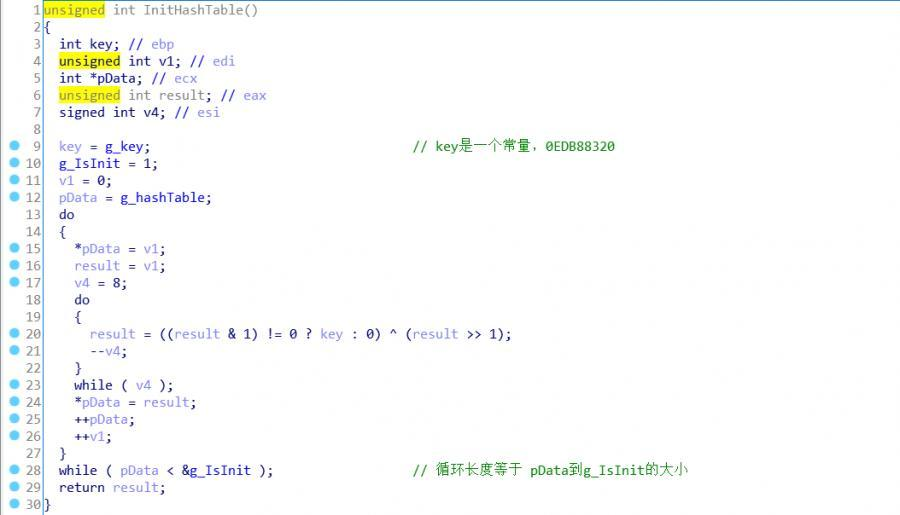 1 unsigned int InitHashTable()
2 {
3 int key; // ebp
4 unsigned int v1; // edi
5 int *pData; // ecx
6 unsigned int result; // eax
7 signed int v4; // esi
8
9 key = g_key; // key是一个常量，0EDB88320
10 g_IsInit = 1;
11 v1 = 0;
12 pData = g_hashTable;
13 do
14 {
15 *pData = v1;
16 result = v1;
17 v4 = 8;
18 do
19 {
20 result = ((result & 1) != 0 ? key : 0) ^ (result >> 1);
21 --v4;
22 }
23 while ( v4 );
24 *pData = result;
25 ++pData;
26 ++v1;
27 }
28 while ( pData < &g_IsInit ); // 循环长度等于 pData到g_IsInit的大小
29 return result;
30 }